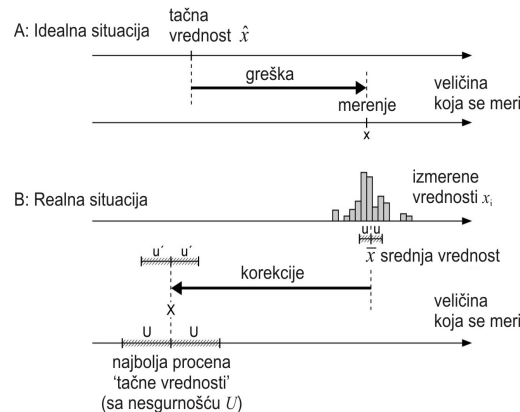 A: Idealna situacija
tačna
vrednost x̂
greška
veličina
koja se meri
merenje
x
B: Realna situacija
izmerene
vrednosti xᵢ
u u
x̅ srednja vrednost
u´ u´
korekcije
x
veličina
koja se meri
U U
najbolja procena
‘tačne vrednosti’
(sa nesgurnošću U)